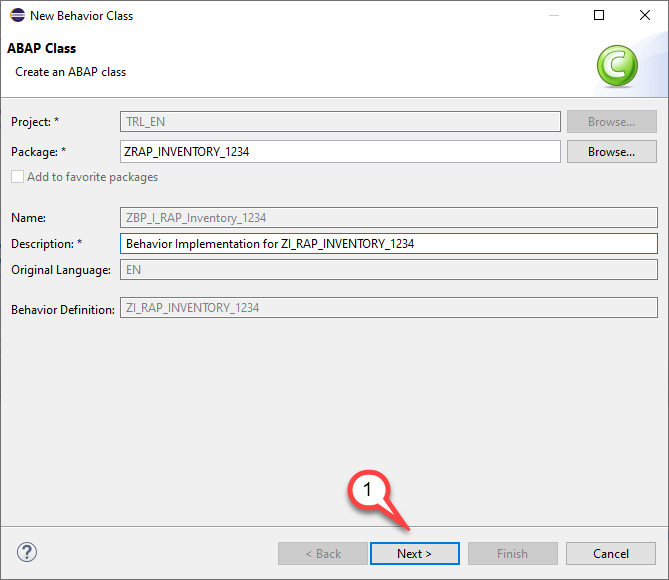 New Behavior Class
ABAP Class
Create an ABAP class
Project: * TRL_EN Browse...
Package: * ZRAP_INVENTORY_1234 Browse...
Add to favorite packages
Name: ZBP_I_RAP_Inventory_1234
Description: * Behavior Implementation for ZI_RAP_INVENTORY_1234
Original Language: EN
Behavior Definition: ZI_RAP_INVENTORY_1234
1
? < Back Next > Finish Cancel